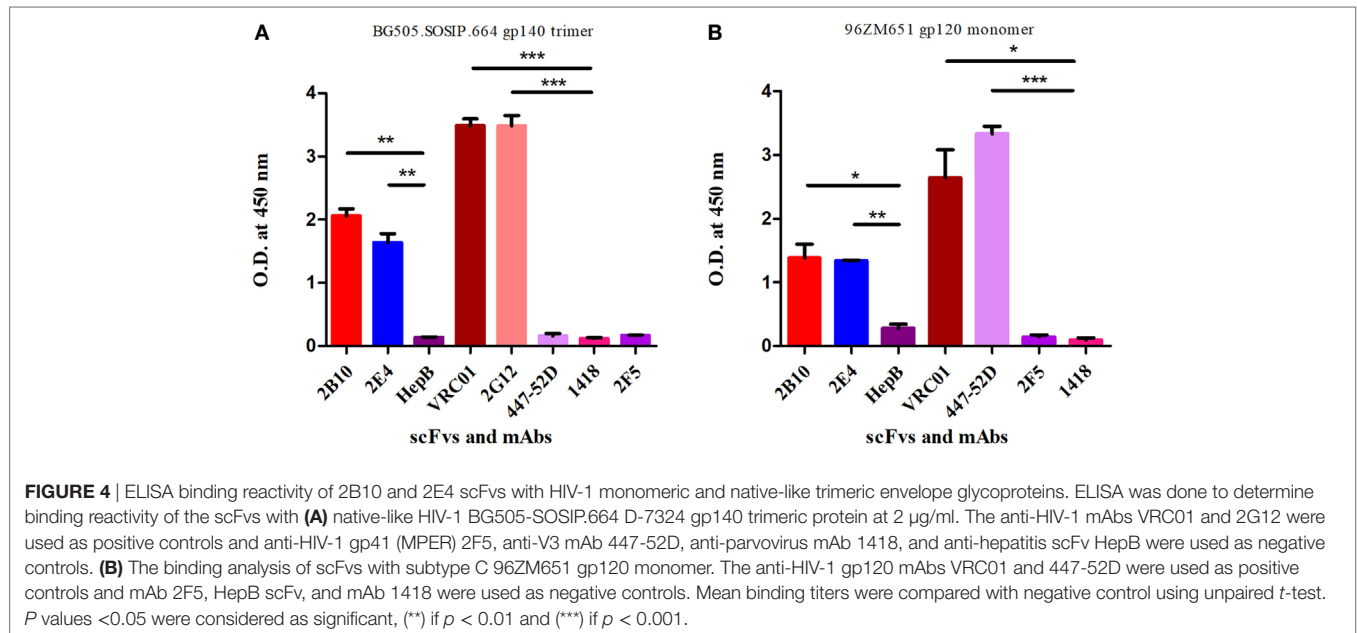 A
BG505.SOSIP.664 gp140 trimer
***
***
**
**
O.D. at 450 nm
4
3
2
1
0
2B10 2E4 HepB VRC01 2G12 447-52D 1418 2F5
scFvs and mAbs
B
96ZM651 gp120 monomer
*
***
*
**
O.D. at 450 nm
4
3
2
1
0
2B10 2E4 HepB VRC01 447-52D 2F5 1418
scFvs and mAbs
FIGURE 4 | ELISA binding reactivity of 2B10 and 2E4 scFvs with HIV-1 monomeric and native-like trimeric envelope glycoproteins. ELISA was done to determine
binding reactivity of the scFvs with (A) native-like HIV-1 BG505-SOSIP.664 D-7324 gp140 trimeric protein at 2 µg/ml. The anti-HIV-1 mAbs VRC01 and 2G12 were
used as positive controls and anti-HIV-1 gp41 (MPER) 2F5, anti-V3 mAb 447-52D, anti-parvovirus mAb 1418, and anti-hepatitis scFv HepB were used as negative
controls. (B) The binding analysis of scFvs with subtype C 96ZM651 gp120 monomer. The anti-HIV-1 gp120 mAbs VRC01 and 447-52D were used as positive
controls and mAb 2F5, HepB scFv, and mAb 1418 were used as negative controls. Mean binding titers were compared with negative control using unpaired t-test.
P values <0.05 were considered as significant, (**) if p < 0.01 and (***) if p < 0.001.